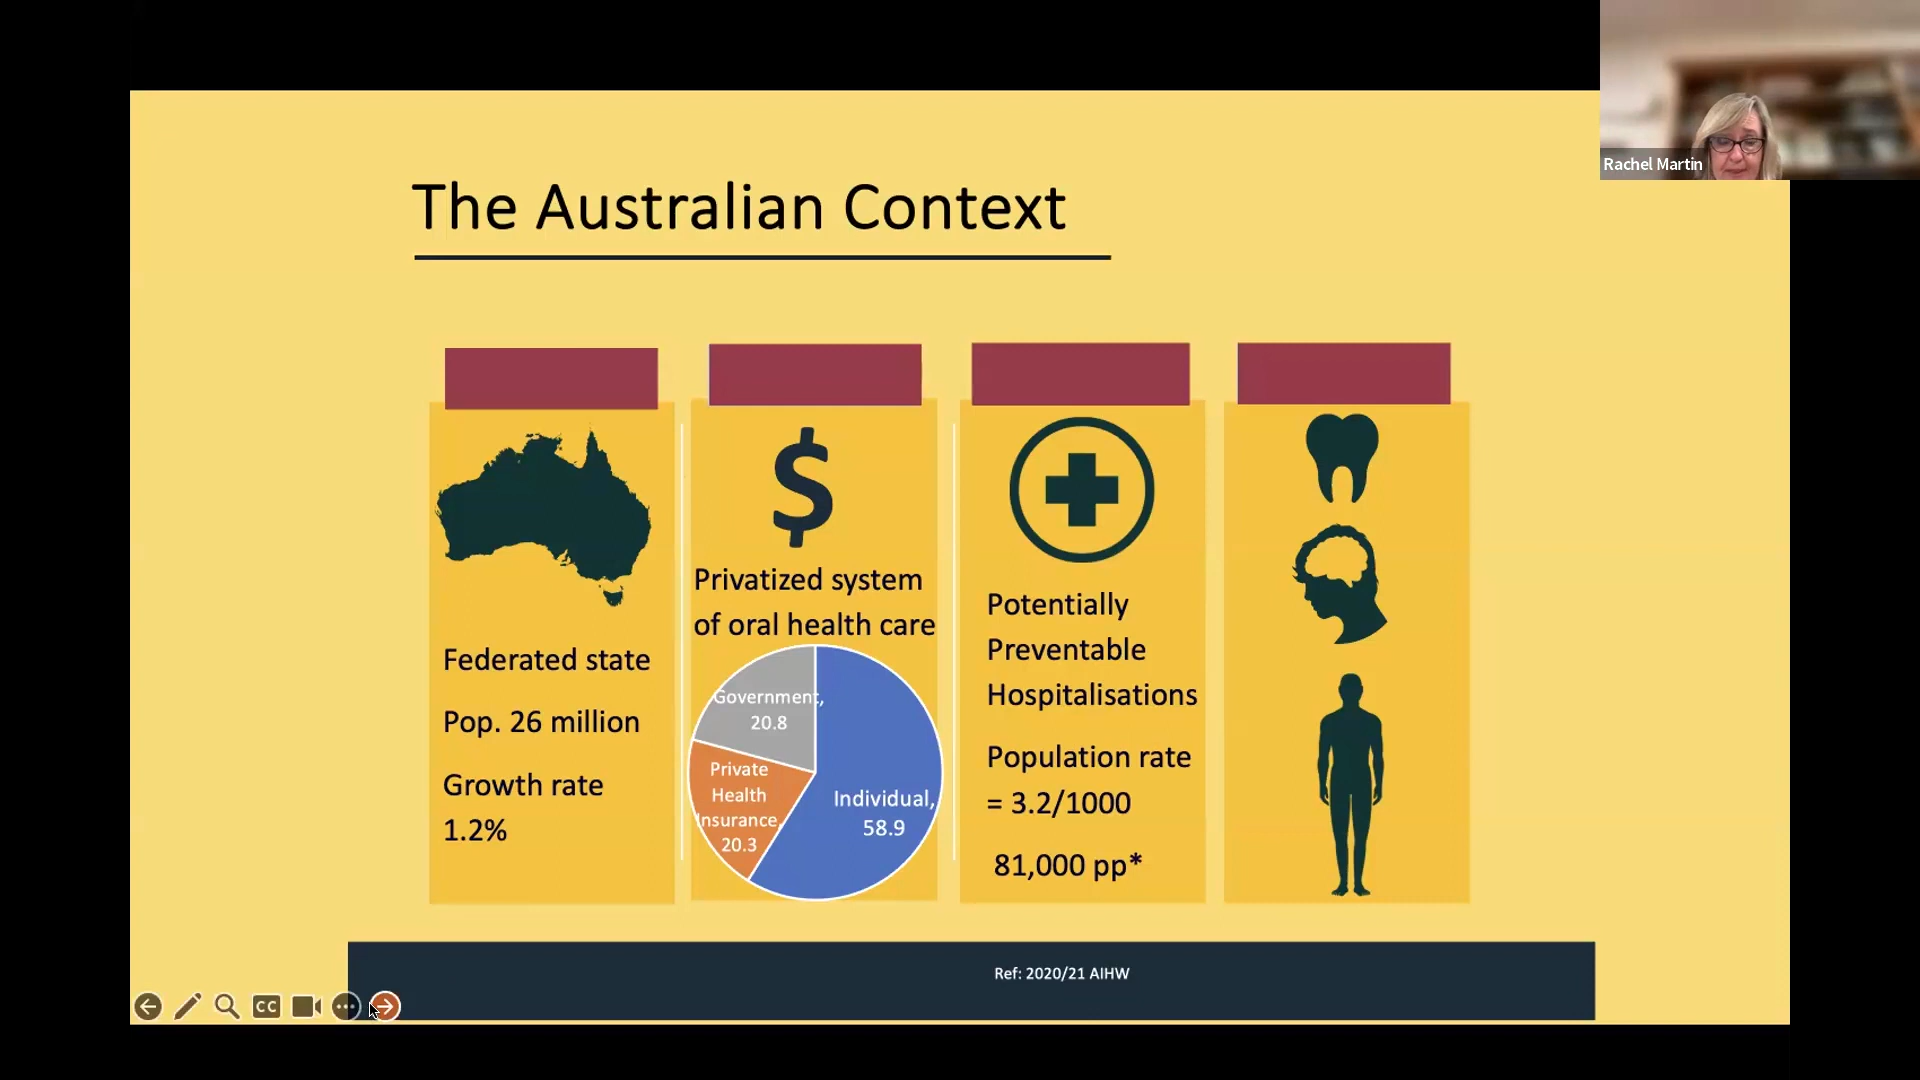 Rachel Martin
The Australian Context
Federated state
Pop. 26 million
Growth rate
1.2%
$
Privatized system
of oral health care
Government,
20.8
Private
Health
Insurance,
20.3
Individual,
58.9
Potentially
Preventable
Hospitalisations
Population rate
= 3.2/1000
81,000 pp*
Ref: 2020/21 AIHW
CC